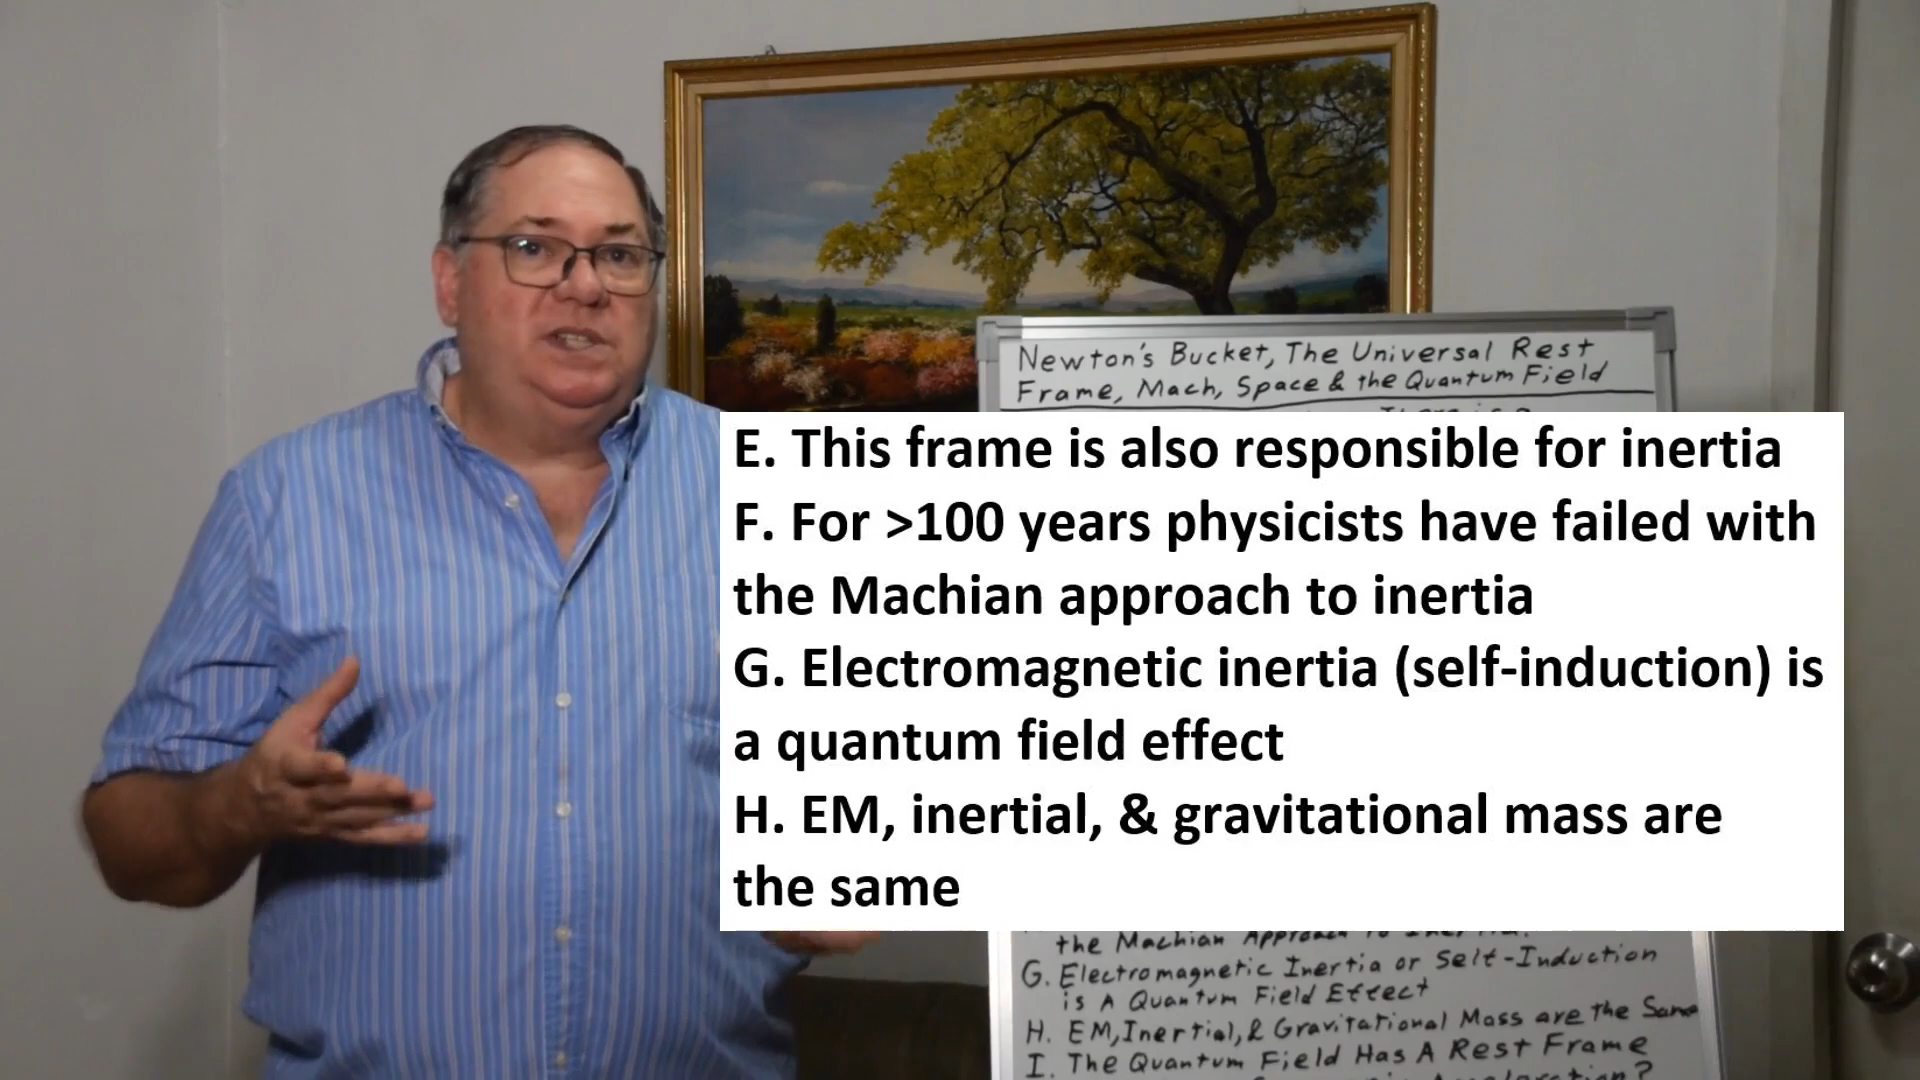 Newton's Bucket, The Universal Rest
Frame, Mach, Space & the Quantum Field
E. This frame is also responsible for inertia
F. For >100 years physicists have failed with
the Machian approach to inertia
G. Electromagnetic inertia (self-induction) is
a quantum field effect
H. EM, inertial, & gravitational mass are
the same
the Machian Approach to
G. Electromagnetic Inertia or Self-Induction
is A Quantum Field Effect
H. EM, Inertial, & Gravitational Mass are the Same
I. The Quantum Field Has A Rest Frame